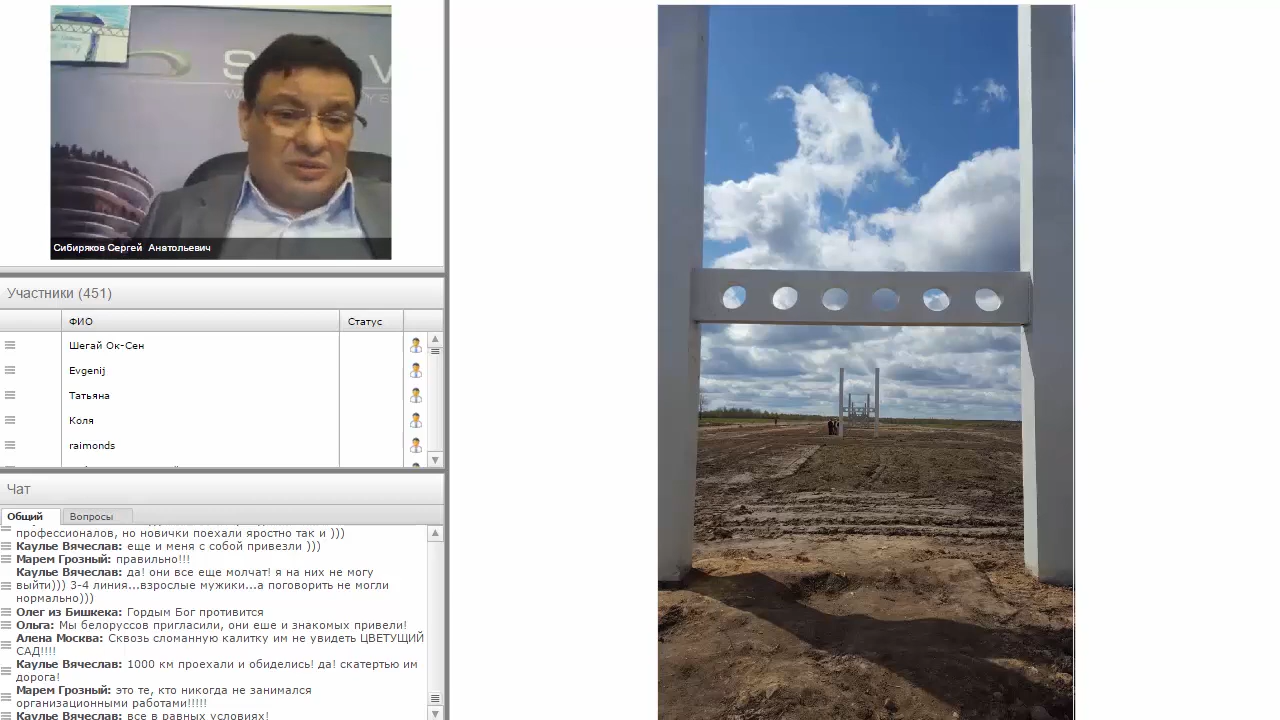 Сибиряков Сергей Анатольевич
Участники (451)
ФИО
Статус
Шегай Ок-Сен
Evgenij
Татьяна
Коля
raimonds
Чат
Общий
Вопросы
профессионалов, но новички поехали яростно так и )))
Каулье Вячеслав: еще и меня с собой привезли )))
Марем Грозный: правильно!!!
Каулье Вячеслав: да! они все еще молчат! я на них не могу
выйти))) 3-4 линия...взрослые мужики...а поговорить не могли
нормально)))
Олег из Бишкека: Гордым Бог противится
Ольга: Мы белоруссов пригласили, они еше и знакомых привели!
Алена Москва: Сквозь сломанную калитку им не увидеть ЦВЕТУЩИЙ
САД!!!!
Каулье Вячеслав: 1000 км проехали и обиделись! да! скатертью им
дорога!
Марем Грозный: это те, кто никогда не занимался
организационными работами!!!!!
Каулье Вячеслав: все в равных условиях!